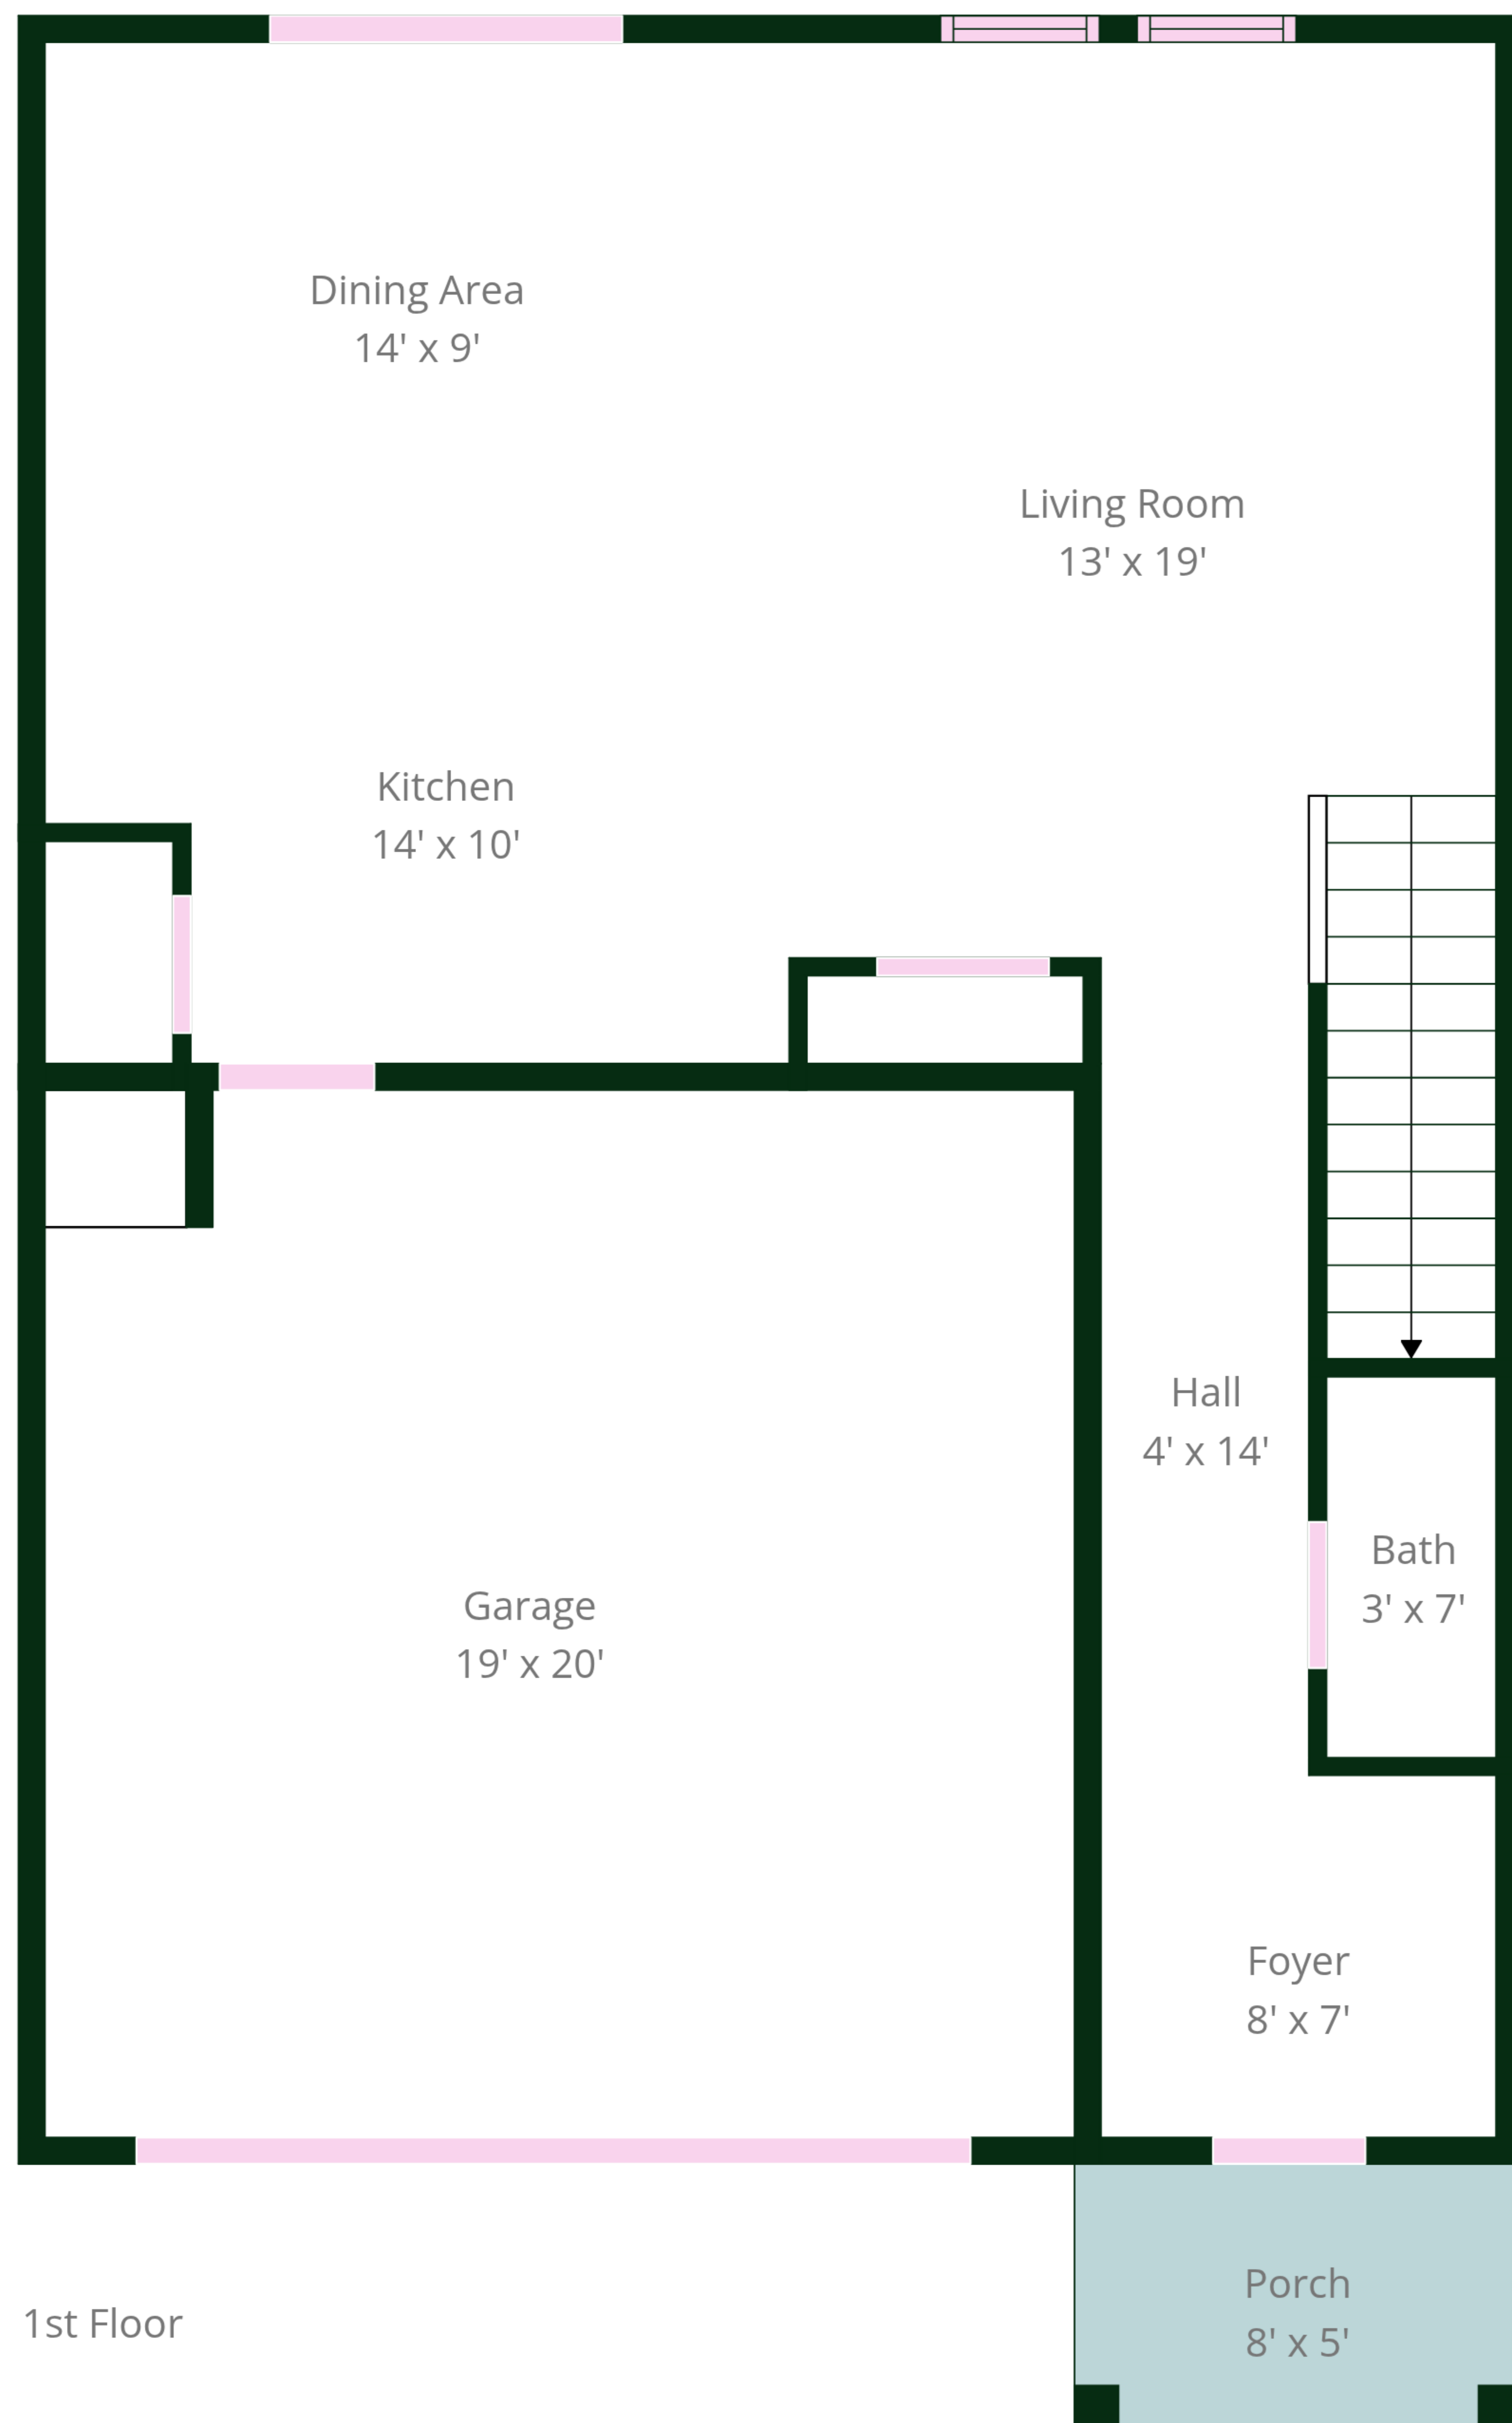 Dining Area
14' x 9'
Living Room
13' x 19'
Kitchen
14' x 10'
Hall
4' x 14'
Bath
3' x 7'
Garage
19' x 20'
Foyer
8' x 7'
Porch
8' x 5'
1st Floor